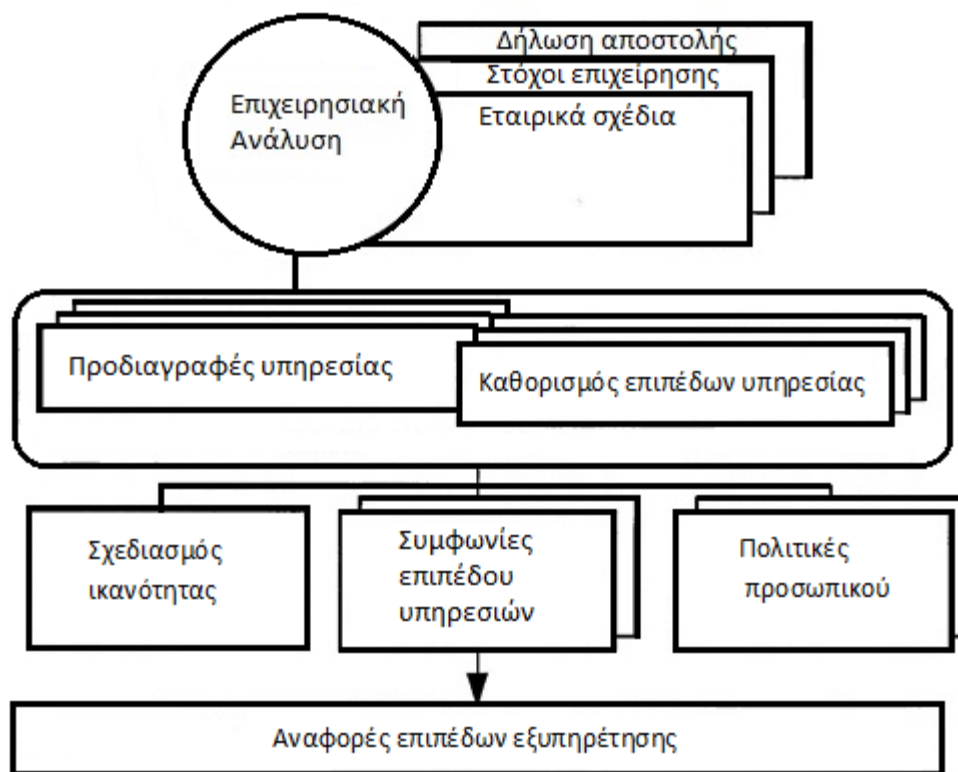 Δήλωση αποστολής
Στόχοι επιχείρησης
Εταιρικά σχέδια
Επιχειρησιακή
Ανάλυση
Προδιαγραφές υπηρεσίας
Καθορισμός επιπέδων υπηρεσίας
Σχεδιασμός
ικανότητας
Συμφωνίες
επιπέδου
υπηρεσιών
Πολιτικές
προσωπικού
Αναφορές επιπέδων εξυπηρέτησης